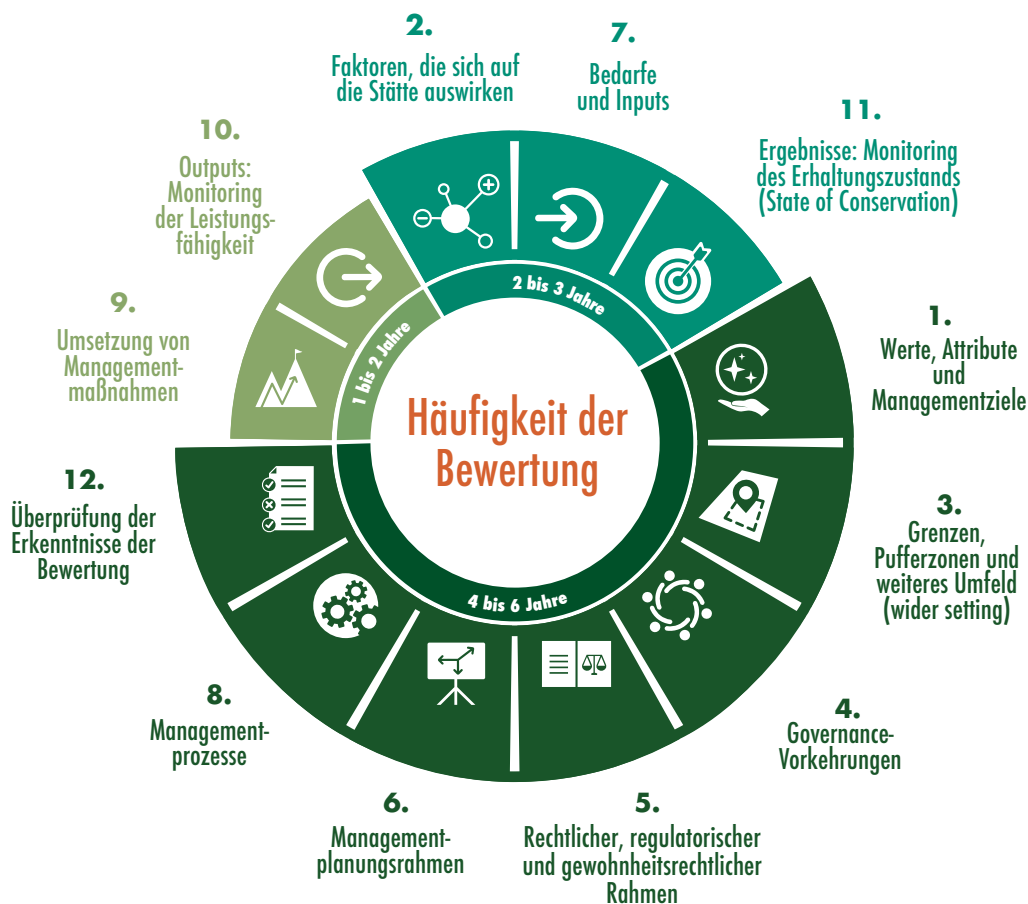 2.
Faktoren, die sich auf
die Stätte auswirken
7.
Bedarfe
und Inputs
11.
Ergebnisse: Monitoring
des Erhaltungszustands
(State of Conservation)
10.
Outputs:
Monitoring
der Leistungs-
fähigkeit
9.
Umsetzung von
Management-
maßnahmen
1.
Werte, Attribute
und
Managementziele
3.
Grenzen,
Pufferzonen und
weiteres Umfeld
(wider setting)
4.
Governance-
Vorkehrungen
5.
Rechtlicher, regulatorischer
und gewohnheitsrechtlicher
Rahmen
6.
Management-
planungsrahmen
8.
Management-
prozesse
12.
Überprüfung der
Erkenntnisse der
Bewertung
1 bis 2 Jahre
2 bis 3 Jahre
4 bis 6 Jahre
Häufigkeit der
Bewertung